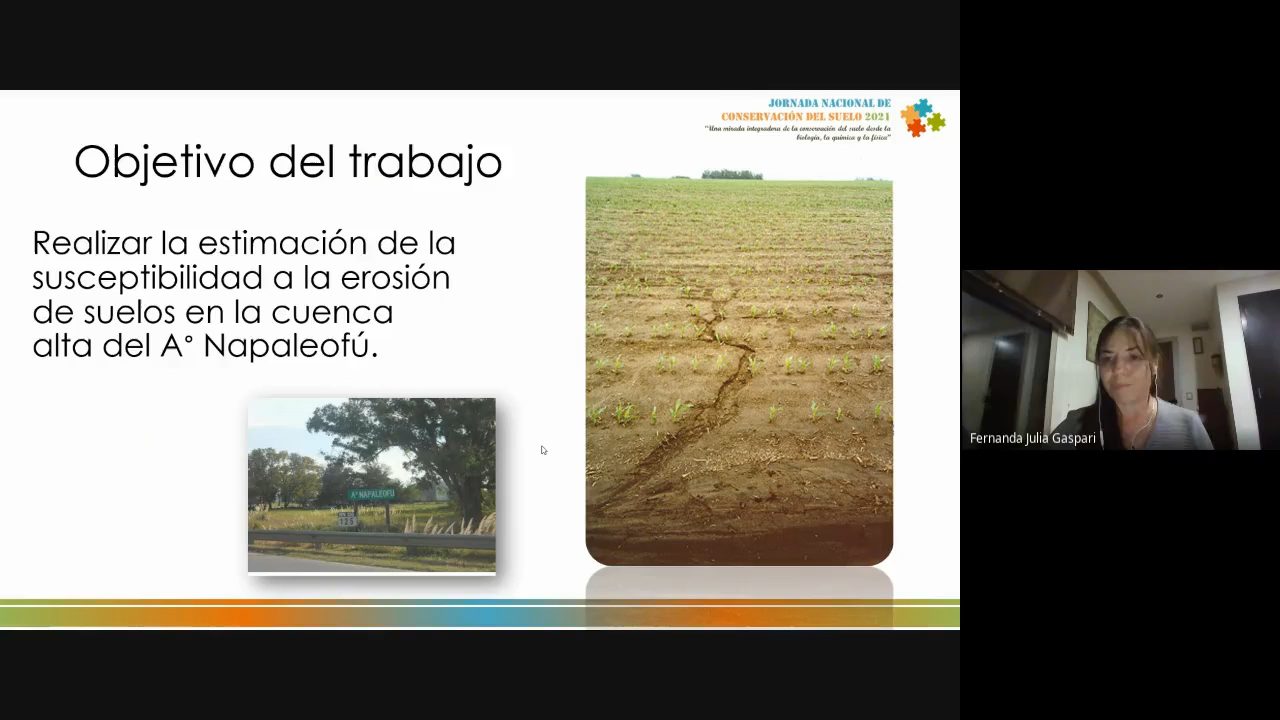 JORNADA NACIONAL DE
CONSERVACIÓN DEL SUELO 2021
"Una mirada integradora de la conservación del suelo desde la
biología, la química y la física"
Objetivo del trabajo
Realizar la estimación de la
susceptibilidad a la erosión
de suelos en la cuenca
alta del A° Napaleofú.
A° NAPALEOFÚ
125
Fernanda Julia Gaspari